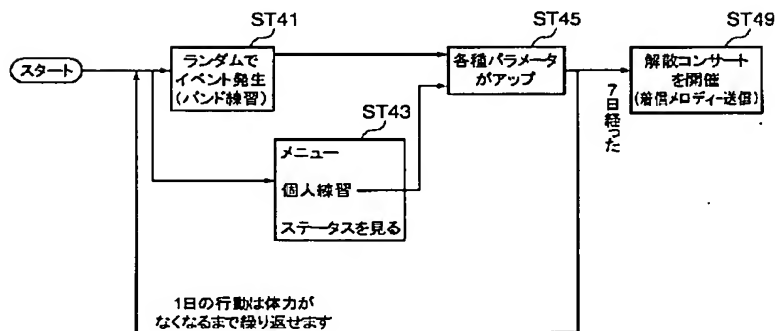 ST41
ST45
ST49
スタート
ランダムで
イベント発生
(バンド練習)
各種パラメータ
がアップ
解散コンサート
を開催
(着信メロディー送信)
7日経った
ST43
メニュー
個人練習
ステータスを見る
1日の行動は体力が
なくなるまで繰り返せます